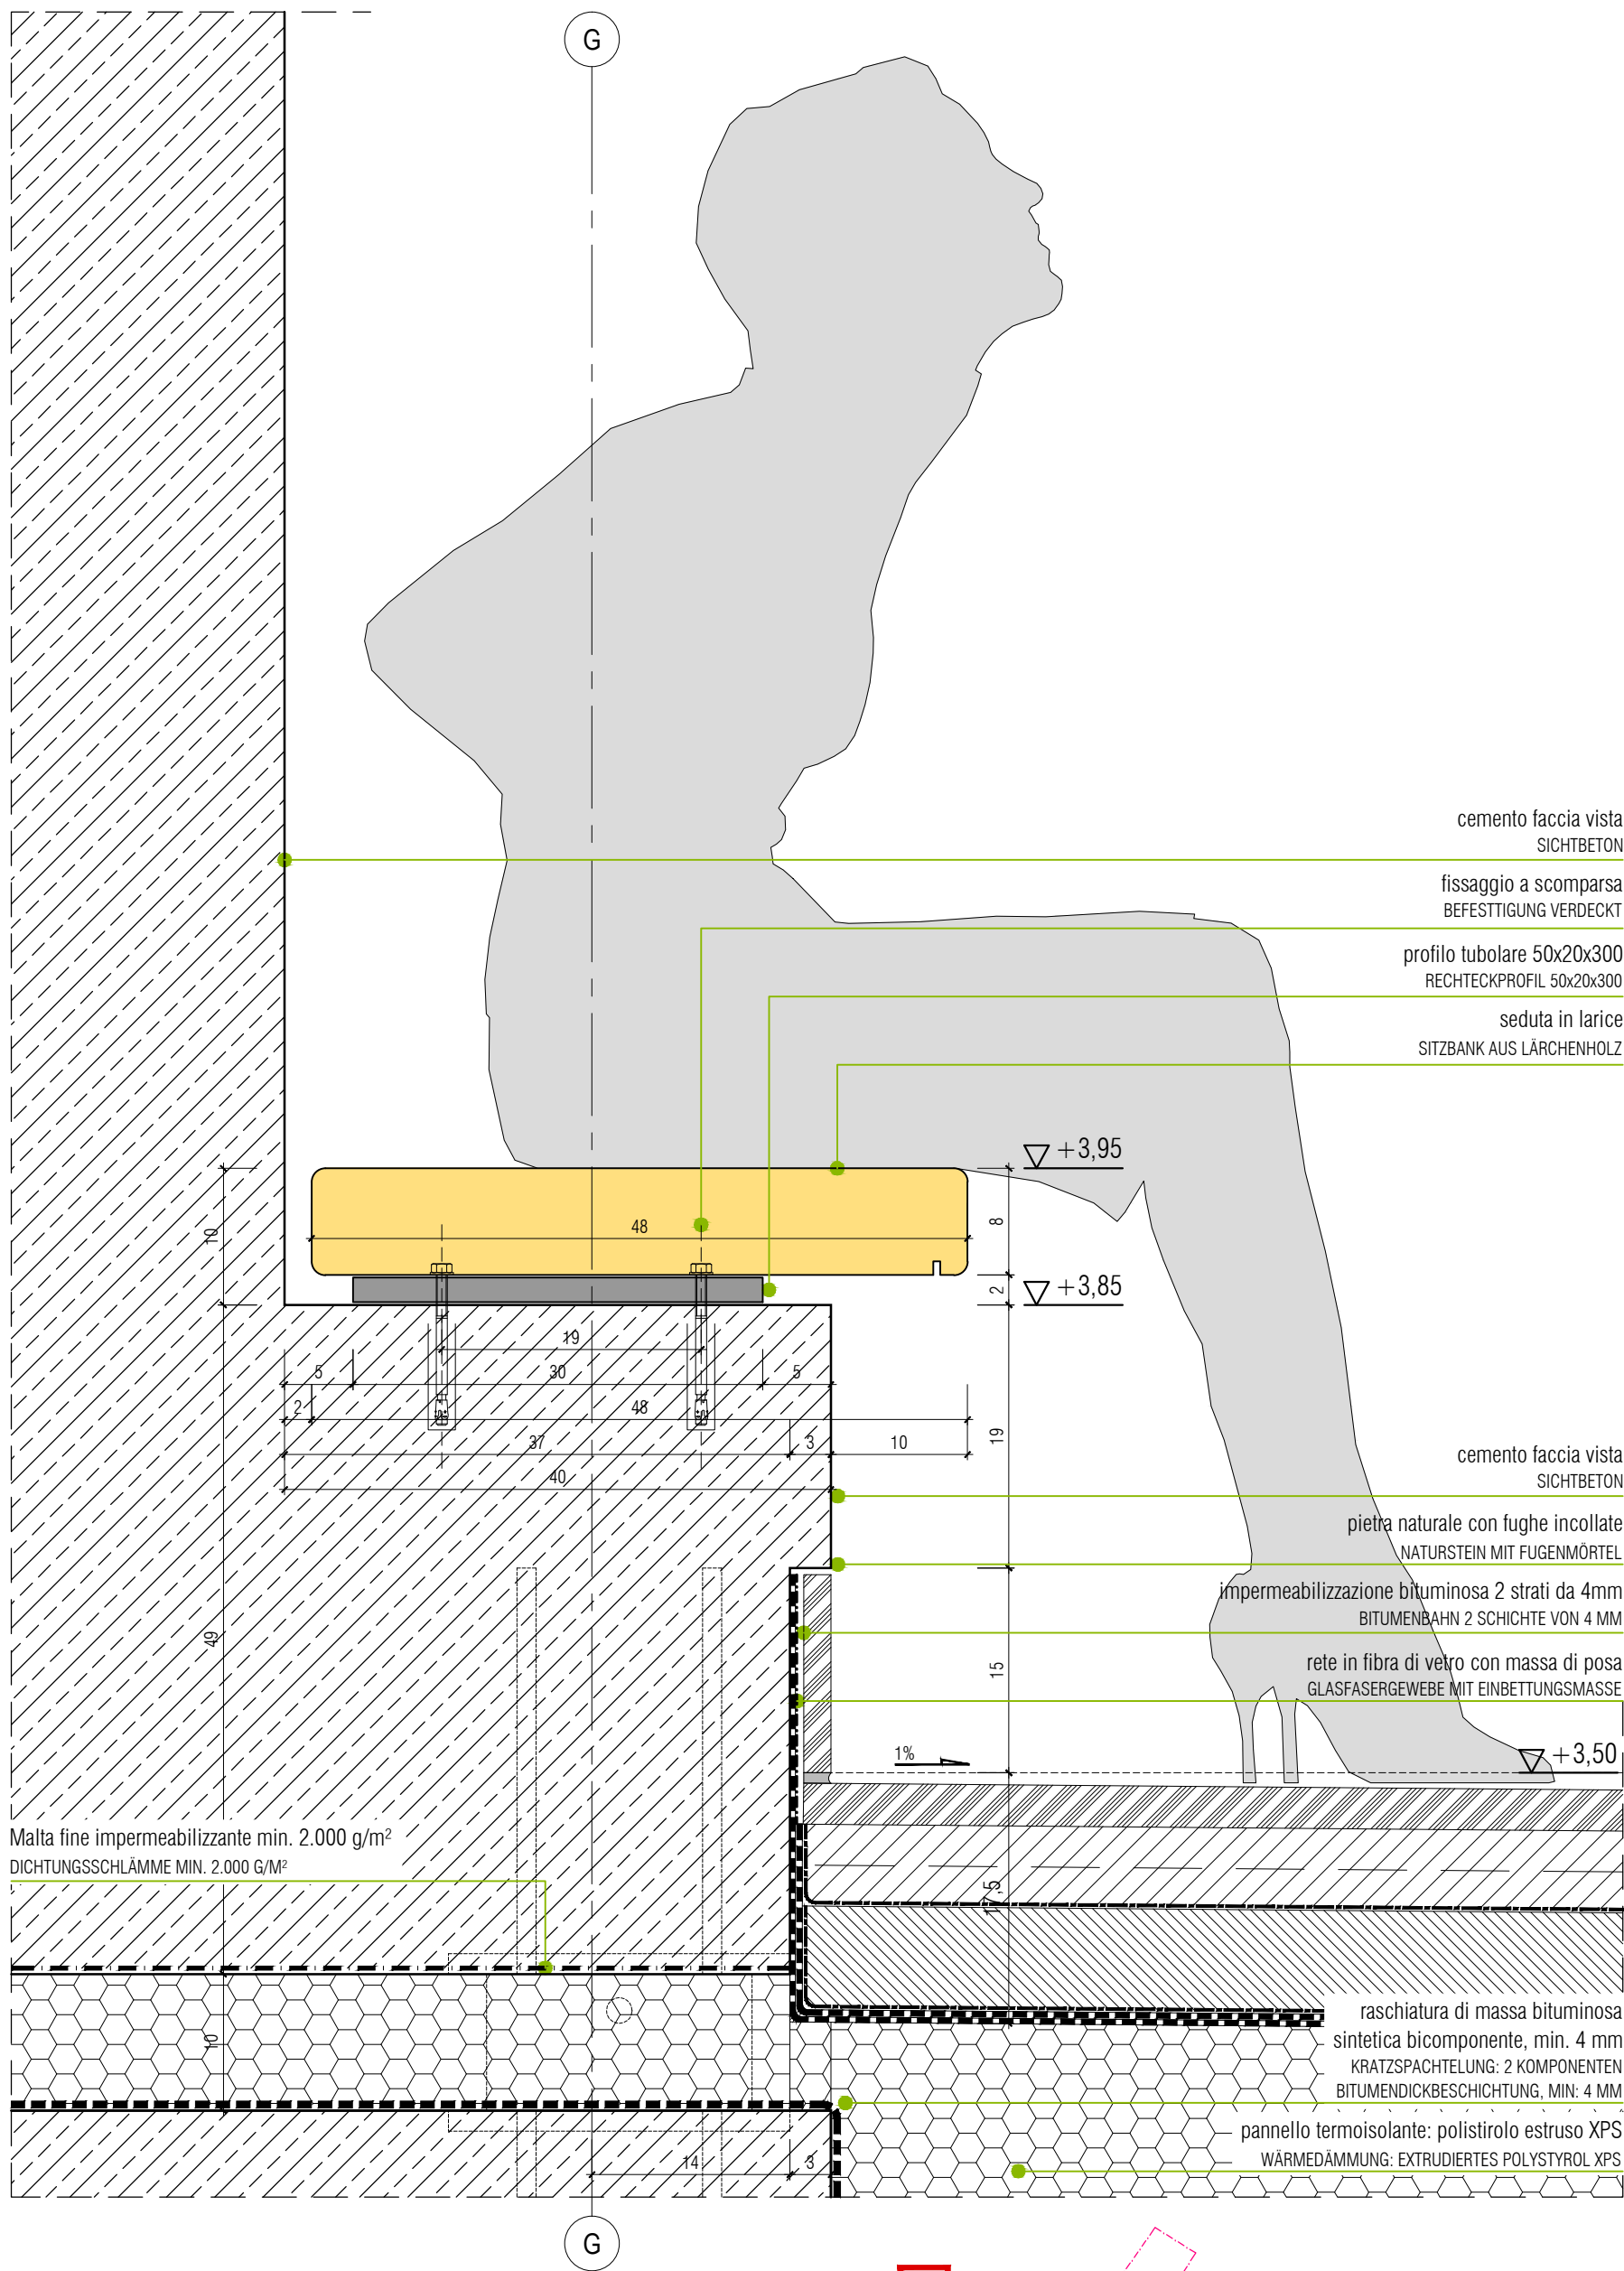 G
cemento faccia vista
SICHTBETON
fissaggio a scomparsa
BEFESTTIGUNG VERDECKT
profilo tubolare 50x20x300
RECHTECKPROFIL 50x20x300
seduta in larice
SITZBANK AUS LÄRCHENHOLZ
+3,95
10
48
8
+3,85
2
19
5
30
5
2
48
37
3
10
19
40
cemento faccia vista
SICHTBETON
pietra naturale con fughe incollate
NATURSTEIN MIT FUGENMÖRTEL
impermeabilizzazione bituminosa 2 strati da 4mm
BITUMENBAHN 2 SCHICHTE VON 4 MM
49
15
rete in fibra di vetro con massa di posa
GLASFASERGEWEBE MIT EINBETTUNGSMASSE
1%
+3,50
Malta fine impermeabilizzante min. 2.000 g/m²
DICHTUNGSSCHLÄMME MIN. 2.000 G/M²
17,5
10
raschiatura di massa bituminosa
sintetica bicomponente, min. 4 mm
KRATZSPACHTELUNG: 2 KOMPONENTEN
BITUMENDICKBESCHICHTUNG, MIN: 4 MM
pannello termoisolante: polistirolo estruso XPS
WÄRMEDÄMMUNG: EXTRUDIERTES POLYSTYROL XPS
14
3
G